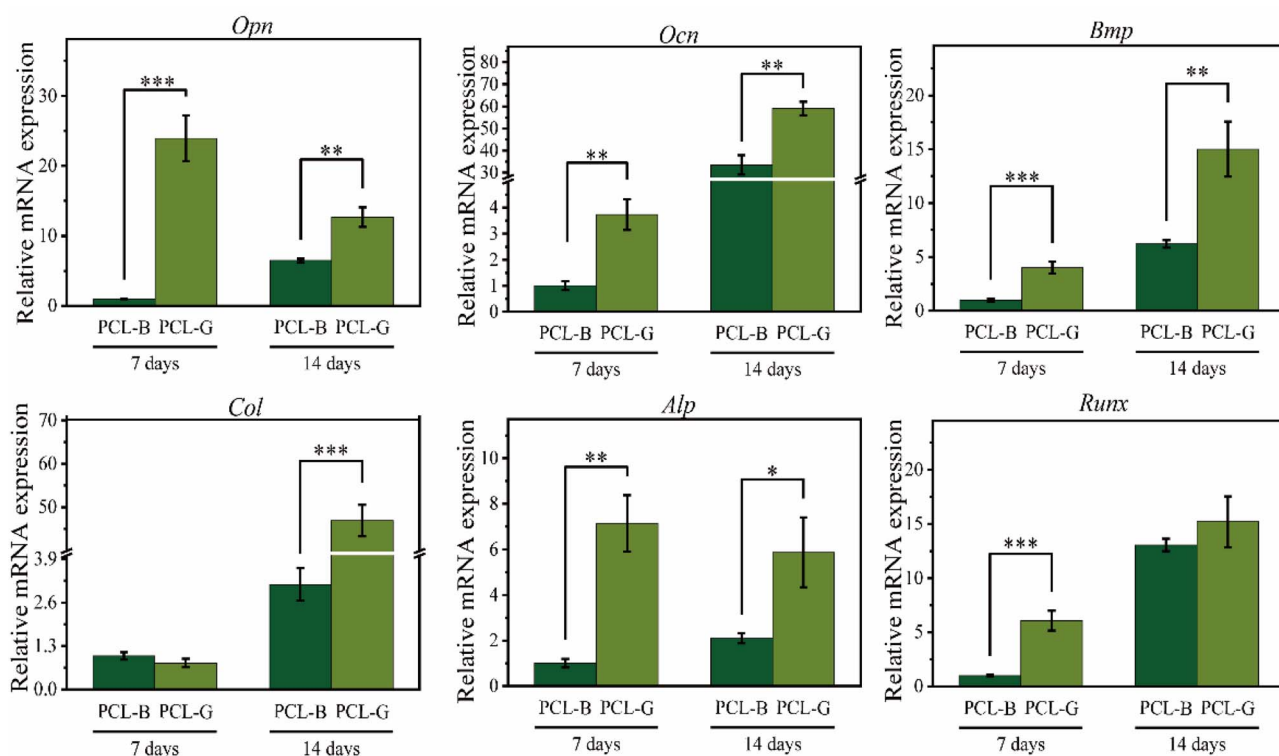 Opn
Relative mRNA expression
30
20
10
0
***
**
PCL-B PCL-G PCL-B PCL-G
7 days 14 days
Ocn
Relative mRNA expression
90
80
70
60
50
40
30
4
3
2
1
0
**
**
PCL-B PCL-G PCL-B PCL-G
7 days 14 days
Bmp
Relative mRNA expression
20
15
10
5
0
***
**
PCL-B PCL-G PCL-B PCL-G
7 days 14 days
Col
Relative mRNA expression
70
60
50
3.9
2.6
1.3
0.0
***
PCL-B PCL-G PCL-B PCL-G
7 days 14 days
Alp
Relative mRNA expression
10
8
6
4
2
0
**
*
PCL-B PCL-G PCL-B PCL-G
7 days 14 days
Runx
Relative mRNA expression
20
15
10
5
0
***
PCL-B PCL-G PCL-B PCL-G
7 days 14 days